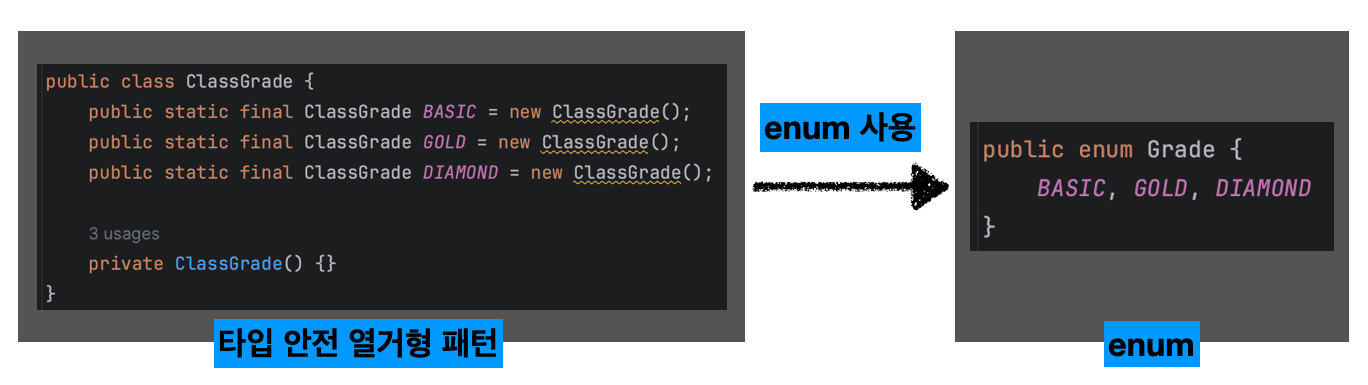 public class ClassGrade {
public static final ClassGrade BASIC = new ClassGrade();
public static final ClassGrade GOLD = new ClassGrade();
public static final ClassGrade DIAMOND = new ClassGrade();
3 usages
private ClassGrade() {}
}
타입 안전 열거형 패턴
enum 사용
public enum Grade {
BASIC, GOLD, DIAMOND
}
enum